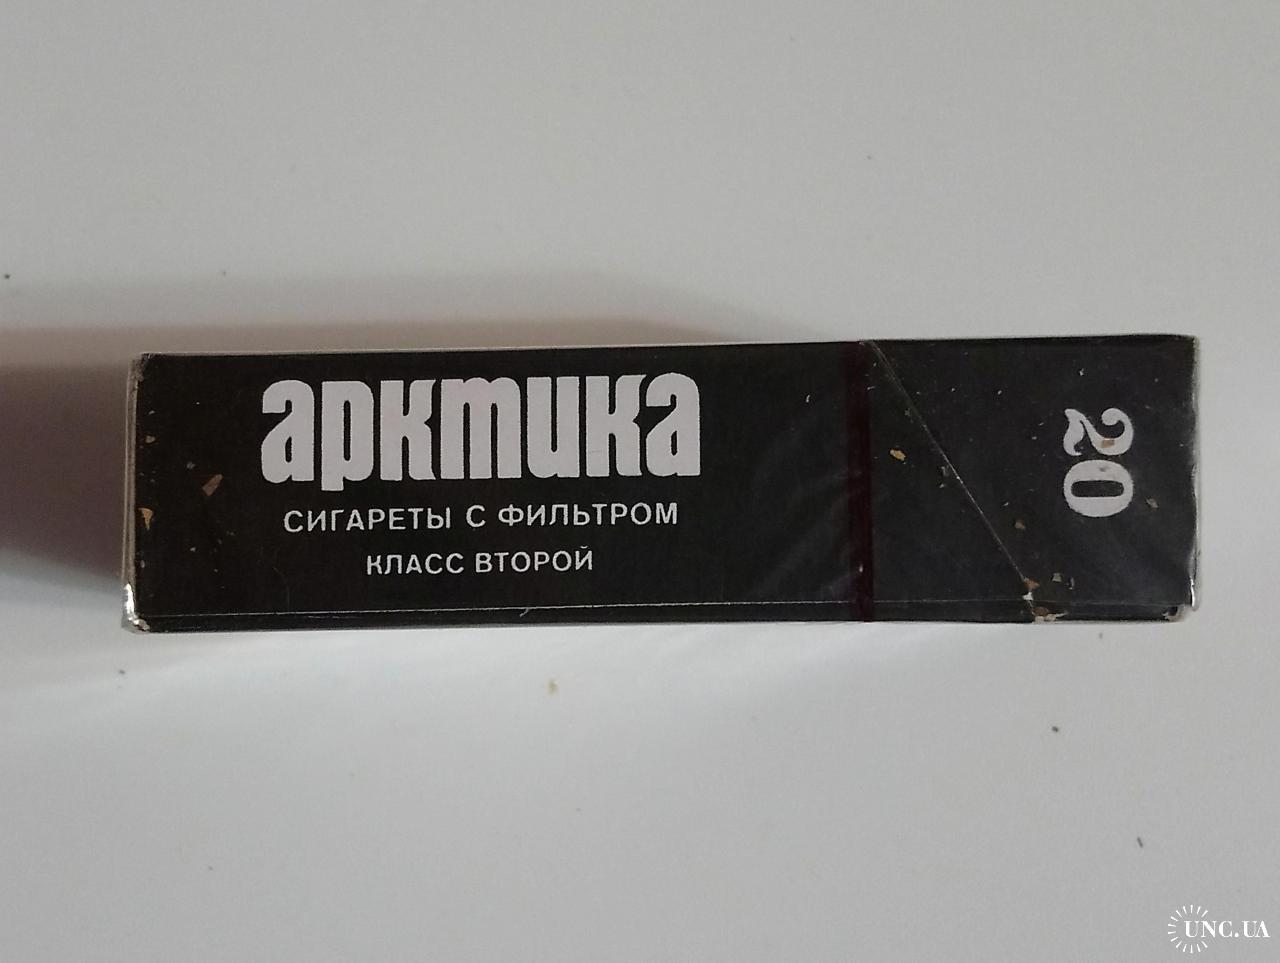 арктика
СИГАРЕТЫ С ФИЛЬТРОМ
КЛАСС ВТОРОЙ
20
UNC.UA